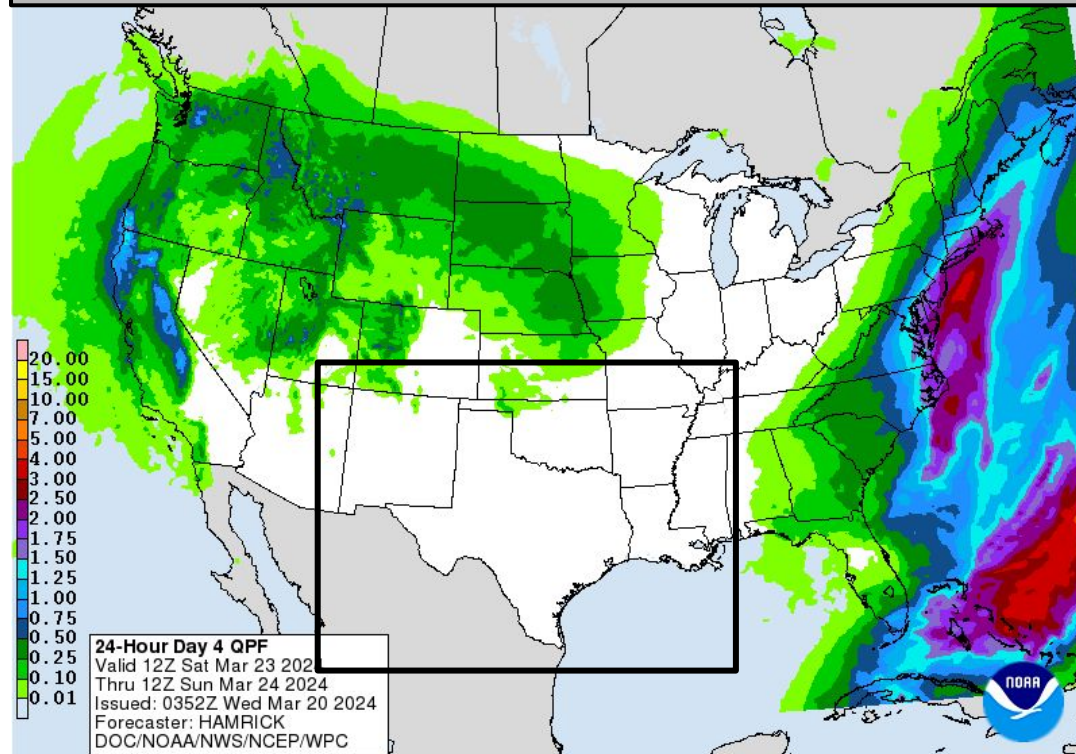 20.00
15.00
10.00
7.00
5.00
4.00
3.00
2.50
2.00
1.75
1.50
1.25
1.00
0.75
0.50
0.25
0.10
0.01
24-Hour Day 4 QPF
Valid 12Z Sat Mar 23 202
Thru 12Z Sun Mar 24 2024
Issued: 0352Z Wed Mar 20 2024
Forecaster: HAMRICK
DOC/NOAA/NWS/NCEP/WPC
NOAA